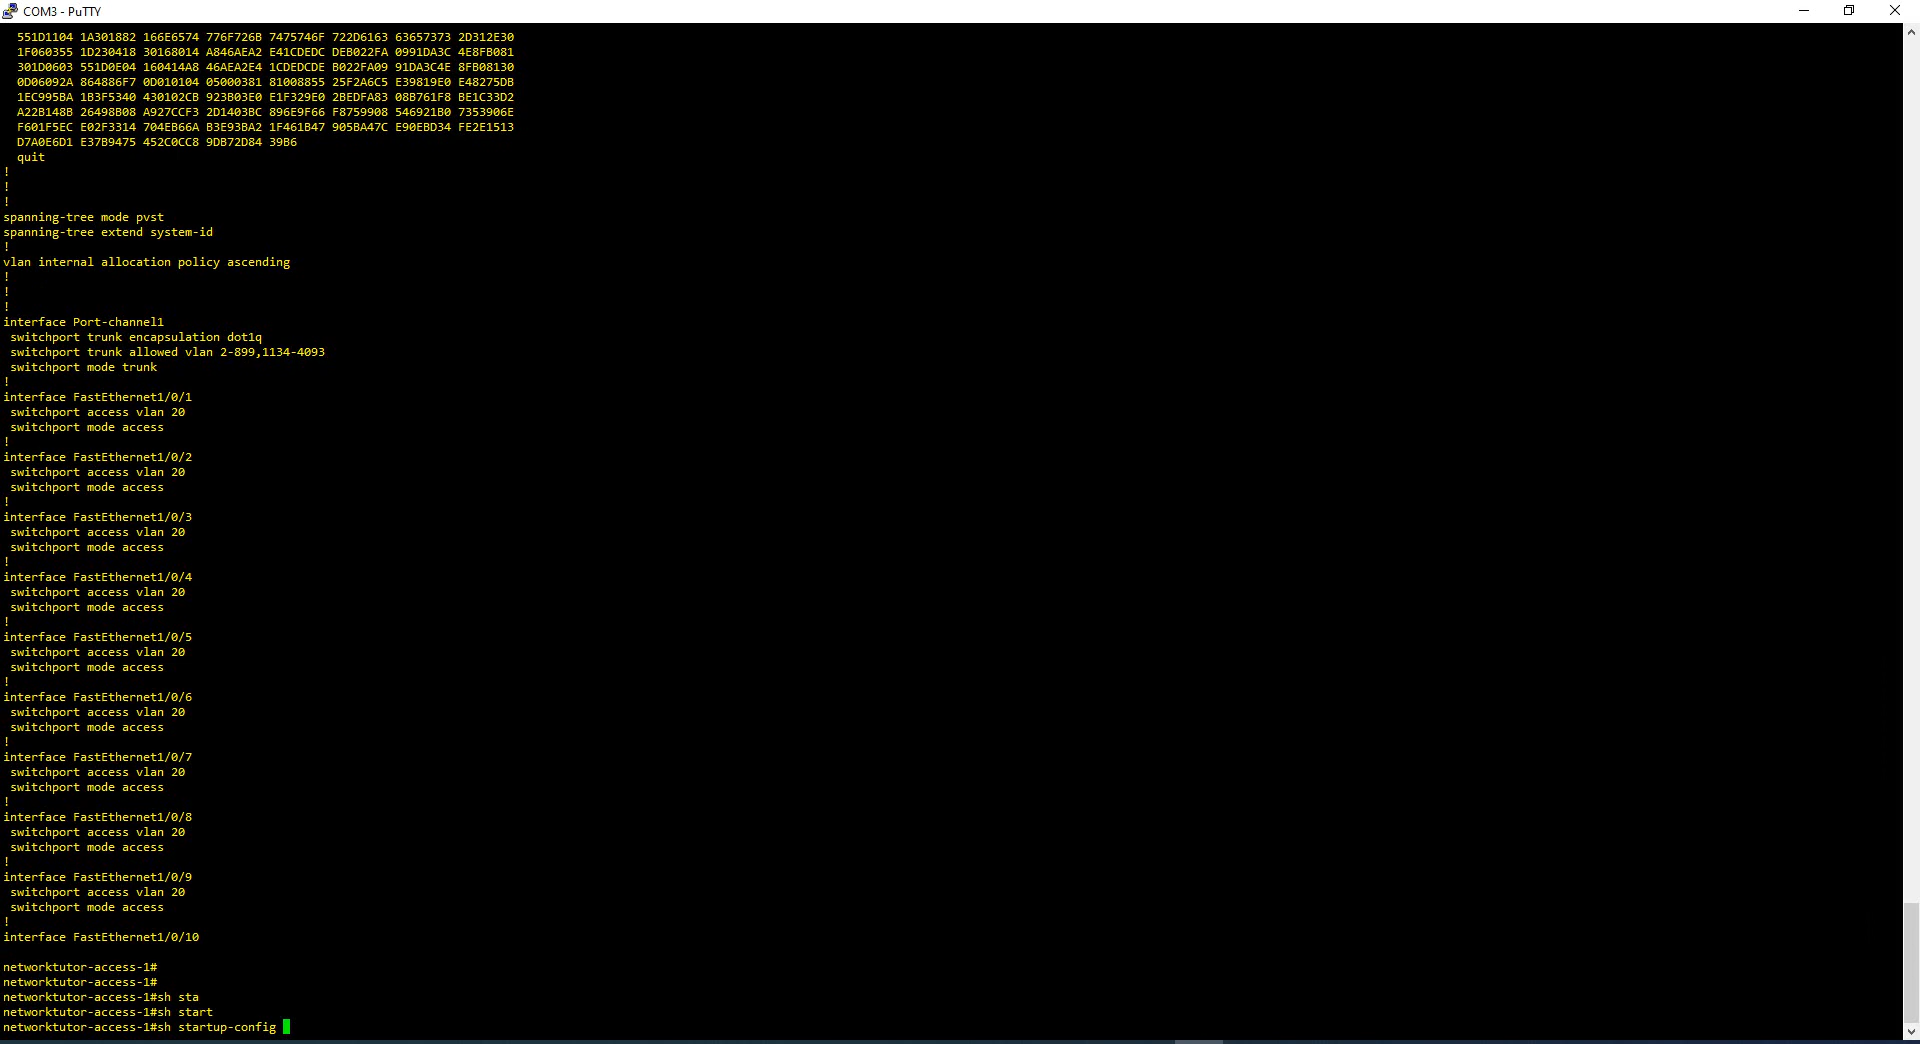 COM3 - PuTTY
551D1104 1A301882 166E6574 776F726B 7475746F 722D6163 63657373 2D312E30
1F060355 1D230418 30168014 A846AEA2 E41CDEDC DEB022FA 0991DA3C 4E8FB081
301D0603 551D0E04 160414A8 46AEA2E4 1CDEDCDE B022FA09 91DA3C4E 8FB08130
0D06092A 864886F7 0D010104 05000381 81008855 25F2A6C5 E39819E0 E48275DB
1EC995BA 1B3F5340 430102CB 923B03E0 E1F329E0 2BEDFA83 08B761F8 BE1C33D2
A22B148B 26498B08 A927CCF3 2D1403BC 896E9F66 F8759908 546921B0 7353906E
F601F5EC E02F3314 704EB66A B3E93BA2 1F461B47 905BA47C E90EBD34 FE2E1513
D7A0E6D1 E37B9475 452C0CC8 9DB72D84 39B6
quit
!
!
!
spanning-tree mode pvst
spanning-tree extend system-id
!
vlan internal allocation policy ascending
!
!
!
interface Port-channel1
switchport trunk encapsulation dot1q
switchport trunk allowed vlan 2-899,1134-4093
switchport mode trunk
!
interface FastEthernet1/0/1
switchport access vlan 20
switchport mode access
!
interface FastEthernet1/0/2
switchport access vlan 20
switchport mode access
!
interface FastEthernet1/0/3
switchport access vlan 20
switchport mode access
!
interface FastEthernet1/0/4
switchport access vlan 20
switchport mode access
!
interface FastEthernet1/0/5
switchport access vlan 20
switchport mode access
!
interface FastEthernet1/0/6
switchport access vlan 20
switchport mode access
!
interface FastEthernet1/0/7
switchport access vlan 20
switchport mode access
!
interface FastEthernet1/0/8
switchport access vlan 20
switchport mode access
!
interface FastEthernet1/0/9
switchport access vlan 20
switchport mode access
!
interface FastEthernet1/0/10
networktutor-access-1#
networktutor-access-1#
networktutor-access-1#sh sta
networktutor-access-1#sh start
networktutor-access-1#sh startup-config